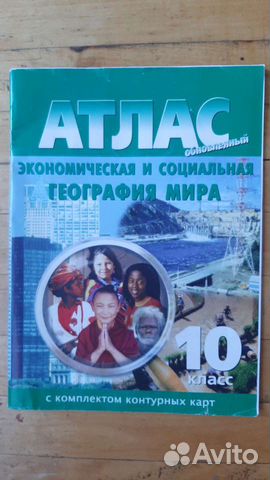 АТЛАС
обновленный
ЭКОНОМИЧЕСКАЯ И СОЦИАЛЬНАЯ
ГЕОГРАФИЯ МИРА
10
класс
с комплектом контурных карт
Avito